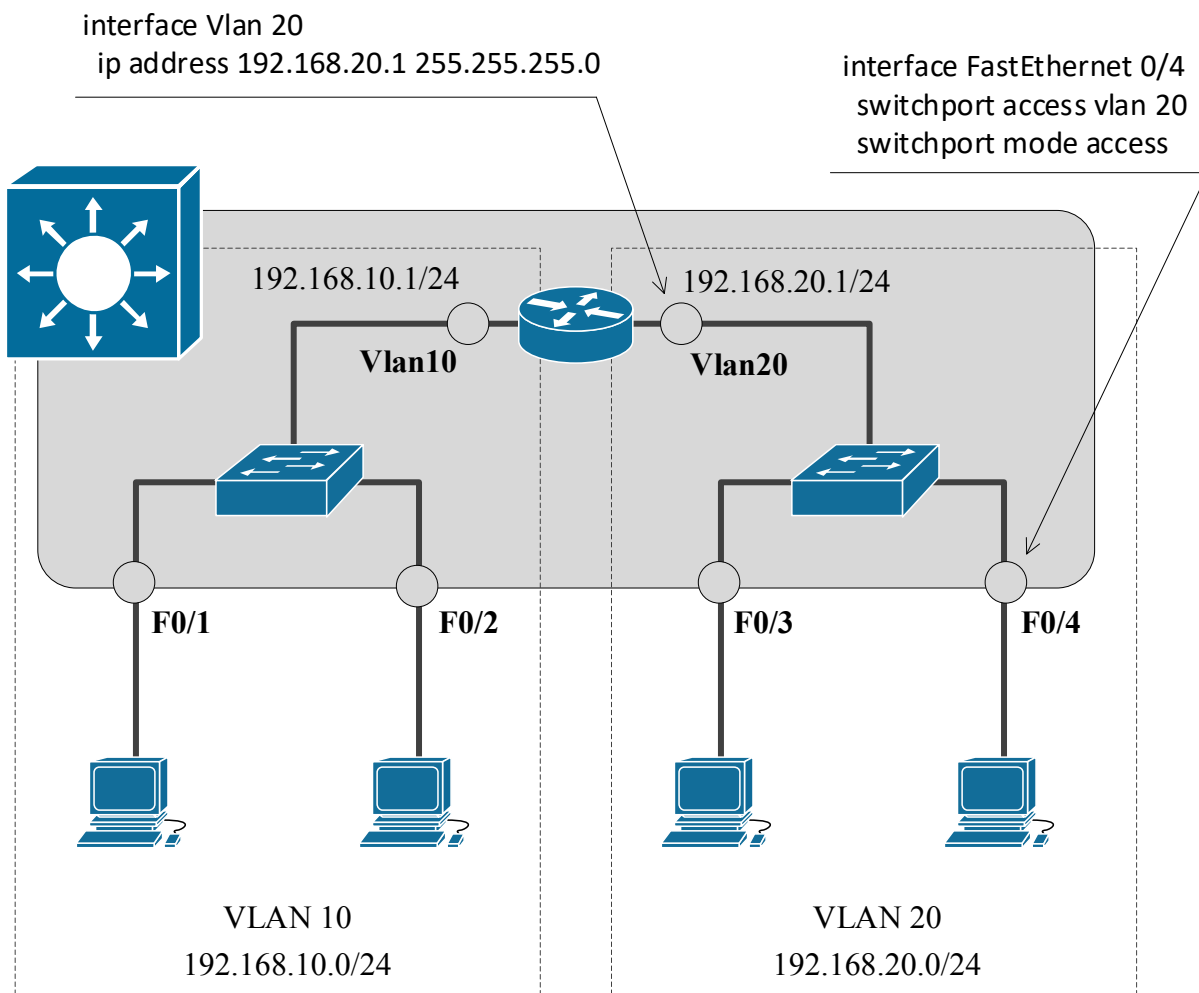 interface Vlan 20
ip address 192.168.20.1 255.255.255.0
interface FastEthernet 0/4
switchport access vlan 20
switchport mode access
192.168.10.1/24
192.168.20.1/24
Vlan10
Vlan20
F0/1
F0/2
F0/3
F0/4
VLAN 10
192.168.10.0/24
VLAN 20
192.168.20.0/24